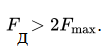 F_Д > 2F_max.